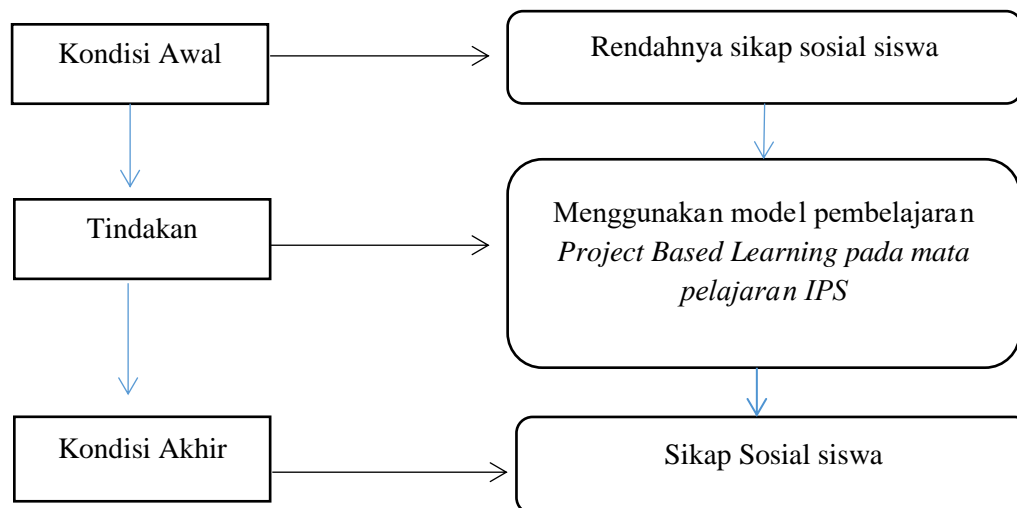 Kondisi Awal
Rendahnya sikap sosial siswa
Tindakan
Menggunakan model pembelajaran
Project Based Learning pada mata
pelajaran IPS
Kondisi Akhir
Sikap Sosial siswa